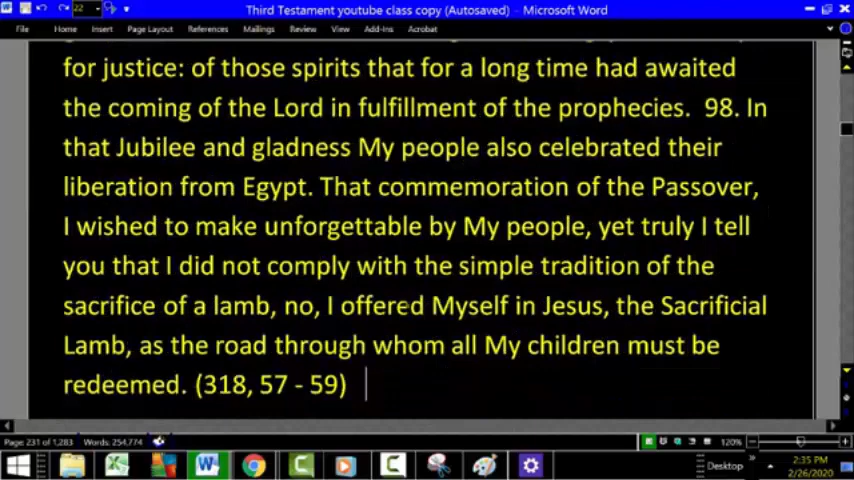 22
Third Testament youtube class copy (Autosaved) - Microsoft Word
File Home Insert Page Layout References Mailings Review View Add-Ins Acrobat
for justice: of those spirits that for a long time had awaited
the coming of the Lord in fulfillment of the prophecies. 98. In
that Jubilee and gladness My people also celebrated their
liberation from Egypt. That commemoration of the Passover,
I wished to make unforgettable by My people, yet truly I tell
you that I did not comply with the simple tradition of the
sacrifice of a lamb, no, I offered Myself in Jesus, the Sacrificial
Lamb, as the road through whom all My children must be
redeemed. (318, 57 - 59)
Page: 231 of 1,283 Words: 254,774 120%
Desktop
2:35 PM
2/26/2020